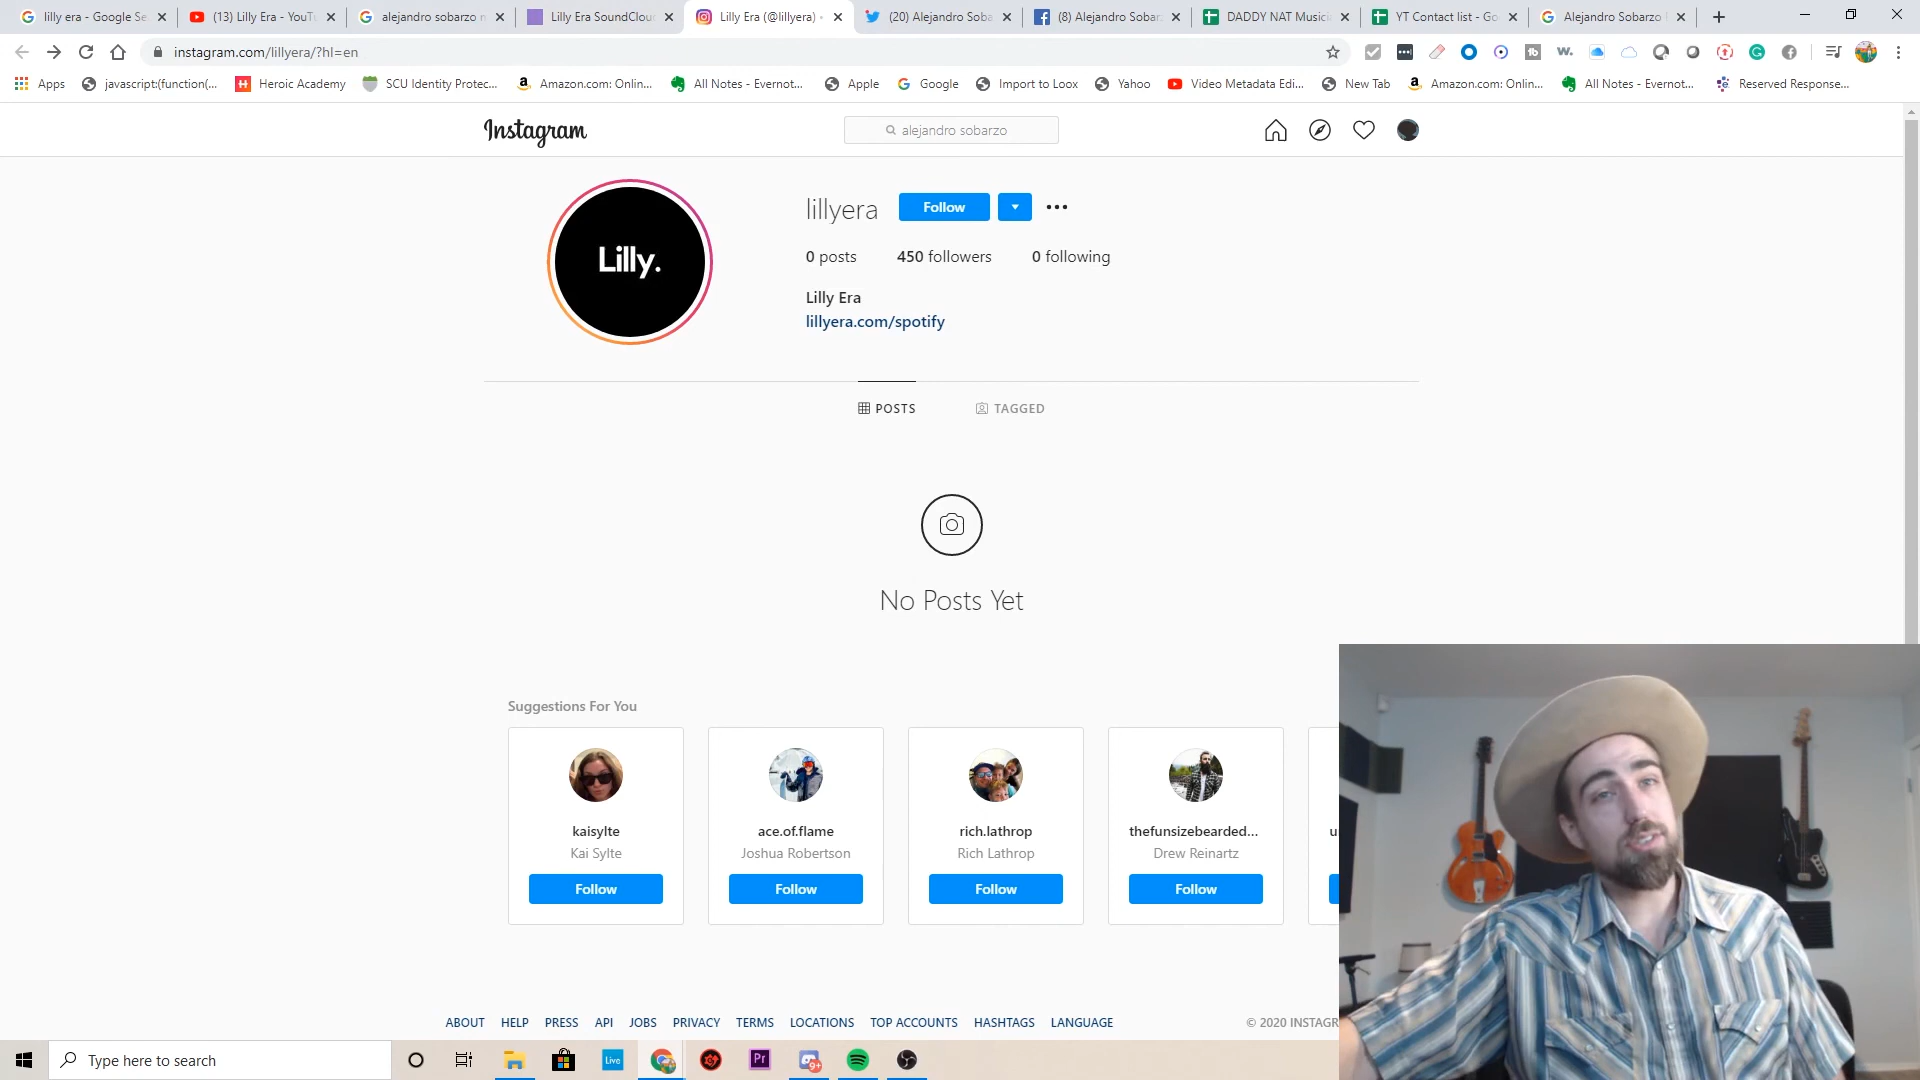 lilly era - Google Se
(13) Lilly Era - YouTu
alejandro sobarzo m
Lilly Era SoundClou
Lilly Era (@lillyera) •
(20) Alejandro Soba
(8) Alejandro Sobar
DADDY NAT Musici
YT Contact list - Go
Alejandro Sobarzo
instagram.com/lillyera/?hl=en
Apps
javascript:(function(...
Heroic Academy
SCU Identity Protec...
Amazon.com: Onlin...
All Notes - Evernot...
Apple
Google
Import to Loox
Yahoo
Video Metadata Edi...
New Tab
Amazon.com: Onlin...
All Notes - Evernot...
Reserved Response...
Instagram
alejandro sobarzo
Lilly.
lillyera
Follow
0 posts 450 followers 0 following
Lilly Era
lillyera.com/spotify
POSTS TAGGED
No Posts Yet
Suggestions For You
kaisylte
Kai Sylte
Follow
ace.of.flame
Joshua Robertson
Follow
rich.lathrop
Rich Lathrop
Follow
thefunsizebearded...
Drew Reinartz
Follow
u
ABOUT HELP PRESS API JOBS PRIVACY TERMS LOCATIONS TOP ACCOUNTS HASHTAGS LANGUAGE
© 2020 INSTAGR
Type here to search
Live
Pr
9+